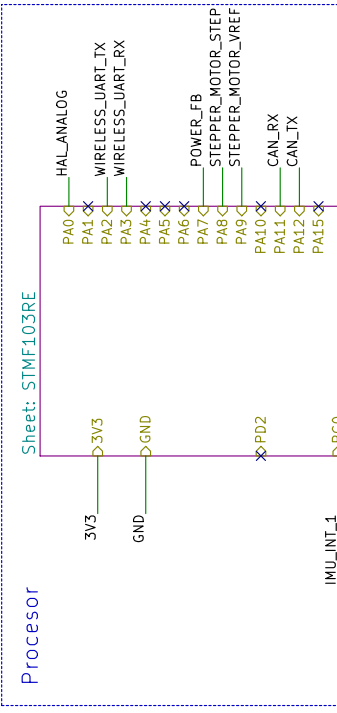 Procesor
Sheet: STMF103RE
HAL_ANALOG
WIRELESS_UART_TX
WIRELESS_UART_RX
POWER_FB
STEPPER_MOTOR_STEP
STEPPER_MOTOR_VREF
CAN_RX
CAN_TX
PA0
PA1
PA2
PA3
PA4
PA5
PA6
PA7
PA8
PA9
PA10
PA11
PA12
PA15
3V3
GND
PD2
3V3
GND
IMU_INT_1